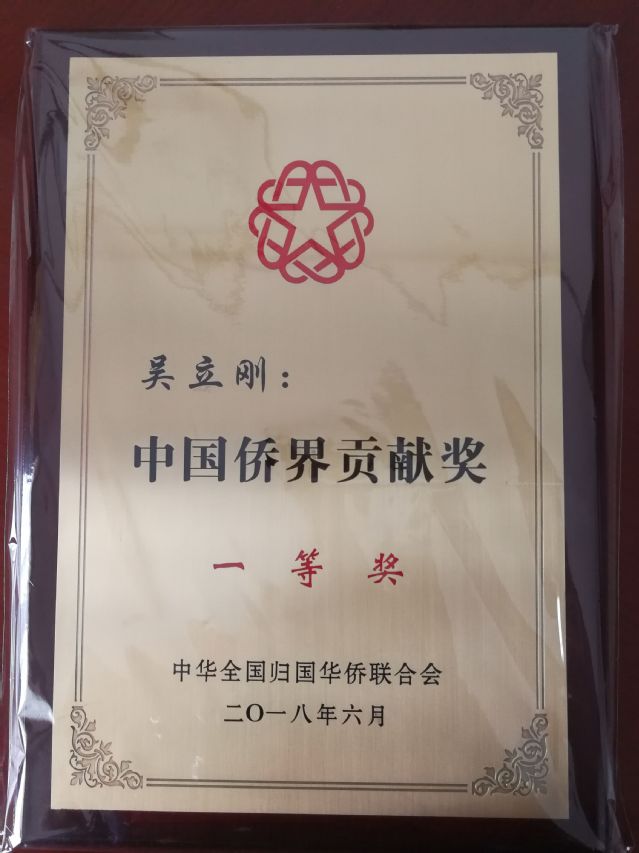 吴立刚：
中国侨界贡献奖
一等奖
中华全国归国华侨联合会
二〇一八年六月